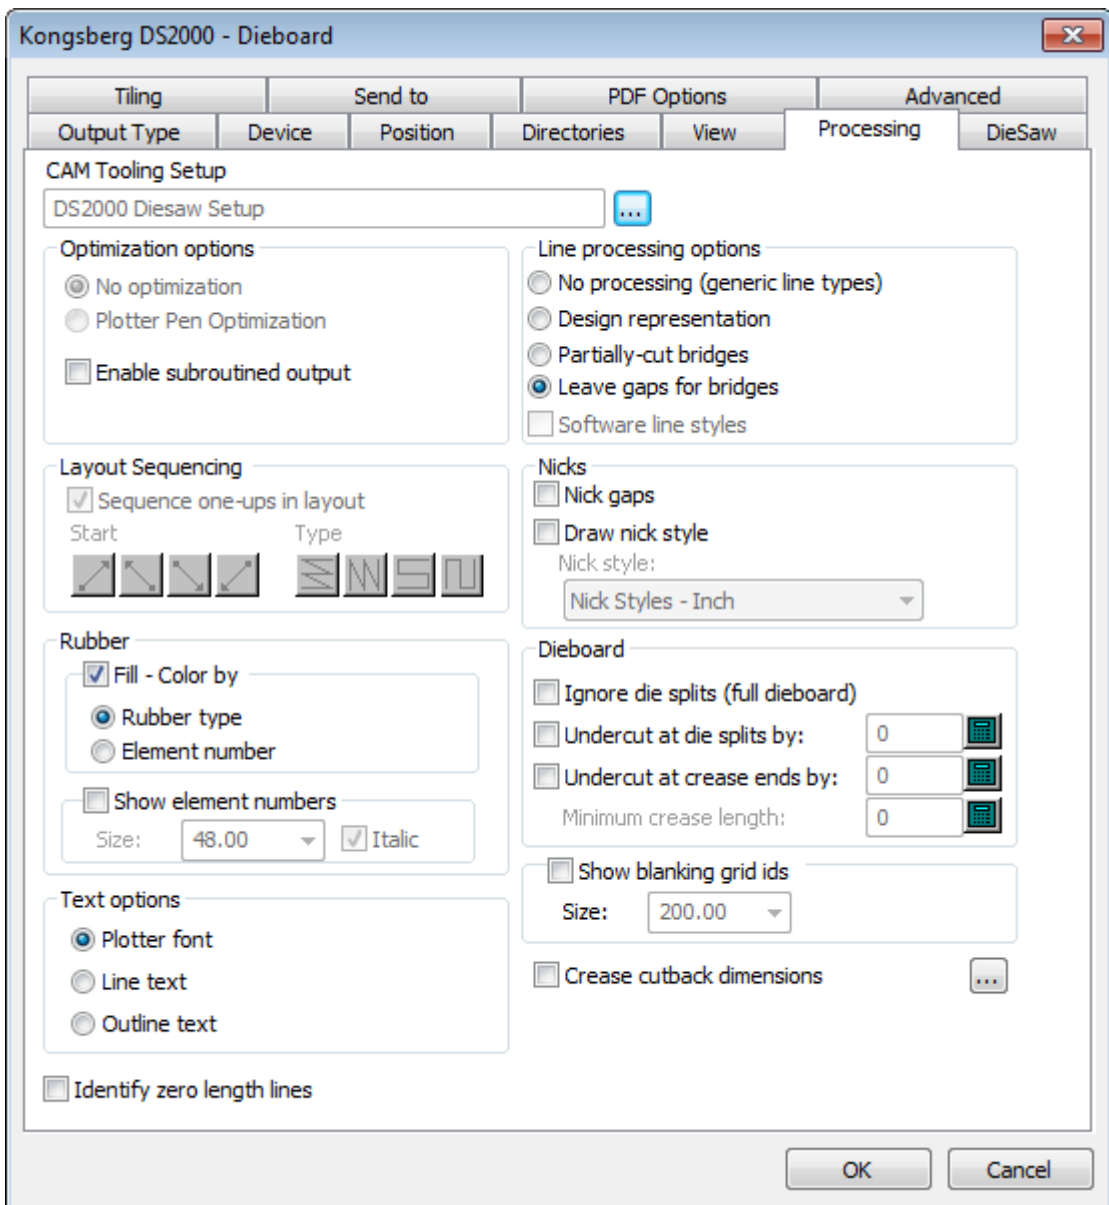 Kongsberg DS2000 - Dieboard
Tiling Send to PDF Options Advanced
Output Type Device Position Directories View Processing DieSaw
CAM Tooling Setup
DS2000 Diesaw Setup ...
Optimization options
No optimization
Plotter Pen Optimization
Enable subroutined output
Line processing options
No processing (generic line types)
Design representation
Partially-cut bridges
Leave gaps for bridges
Software line styles
Layout Sequencing
Sequence one-ups in layout
Start Type
Nicks
Nick gaps
Draw nick style
Nick style:
Nick Styles - Inch
Rubber
Fill - Color by
Rubber type
Element number
Show element numbers
Size: 48.00 Italic
Dieboard
Ignore die splits (full dieboard)
Undercut at die splits by: 0
Undercut at crease ends by: 0
Minimum crease length: 0
Show blanking grid ids
Size: 200.00
Text options
Plotter font
Line text
Outline text
Crease cutback dimensions ...
Identify zero length lines
OK Cancel